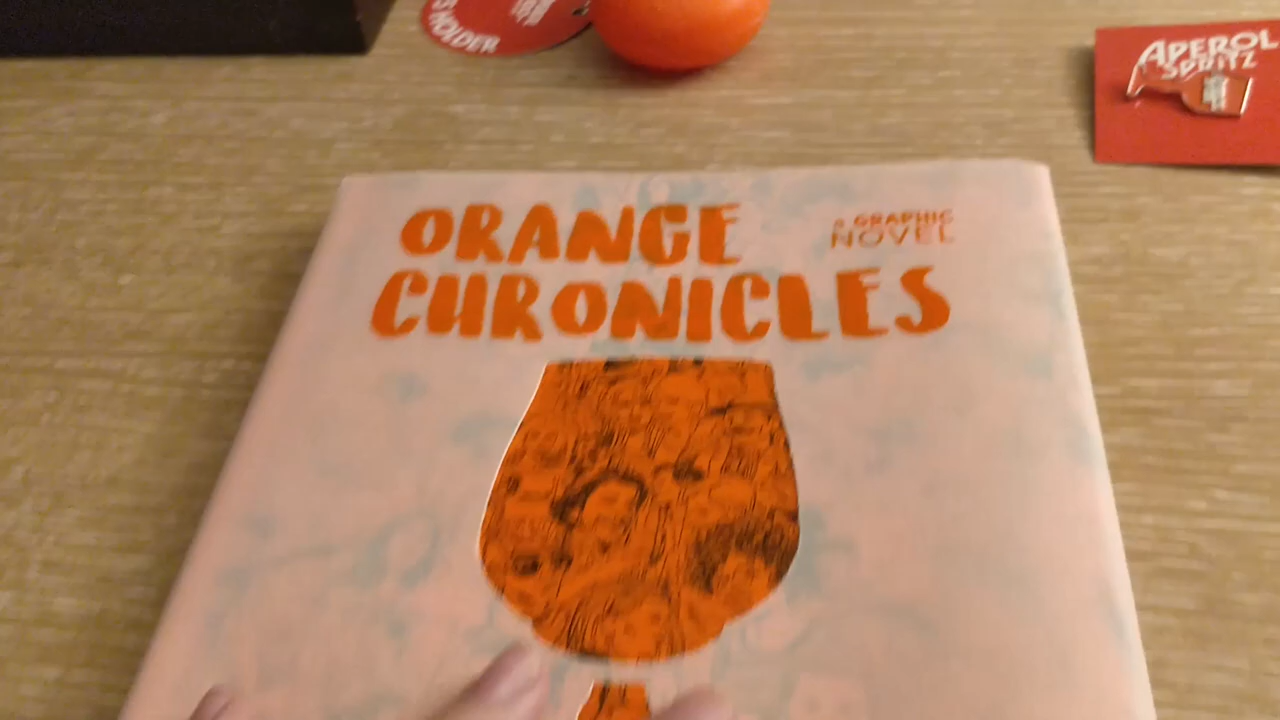 S HOLDER
APEROL
SPRITZ
ORANGE
CHRONICLES
A GRAPHIC
NOVEL